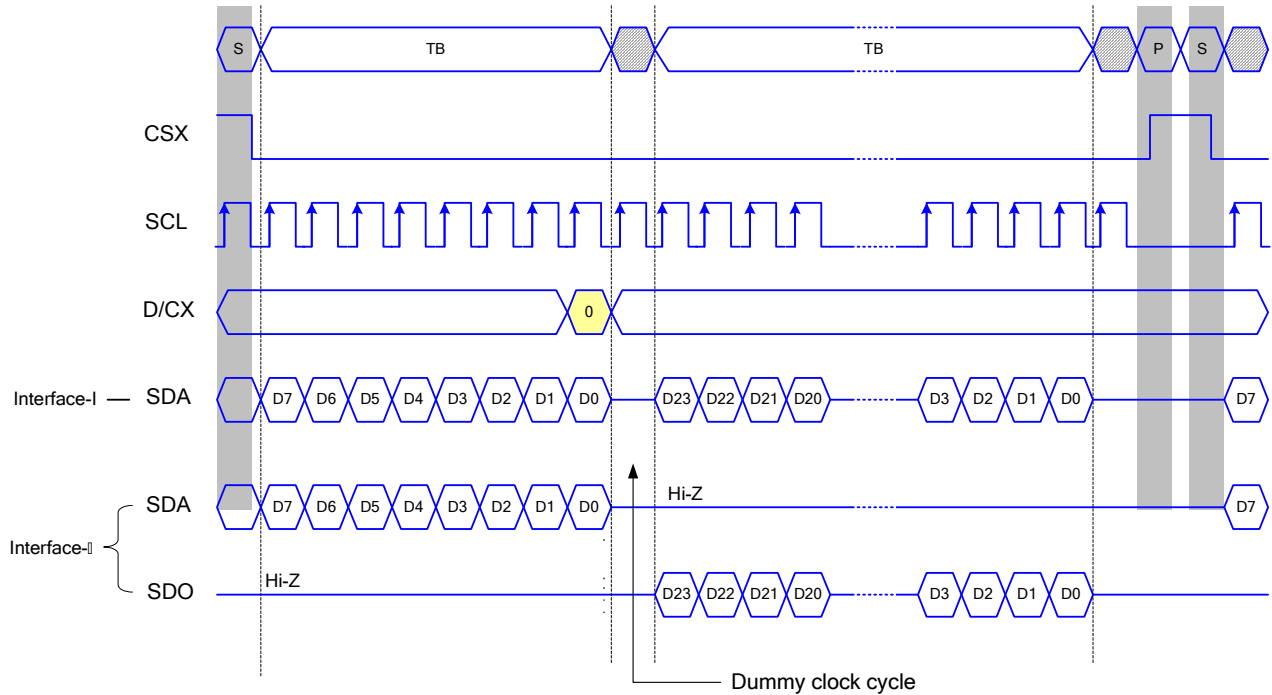 S TB TB P S
CSX
SCL
D/CX 0
Interface-I SDA D7 D6 D5 D4 D3 D2 D1 D0 D23 D22 D21 D20 D3 D2 D1 D0 D7
SDA D7 D6 D5 D4 D3 D2 D1 D0 Hi-Z D7
Interface-
SDO Hi-Z D23 D22 D21 D20 D3 D2 D1 D0
Dummy clock cycle